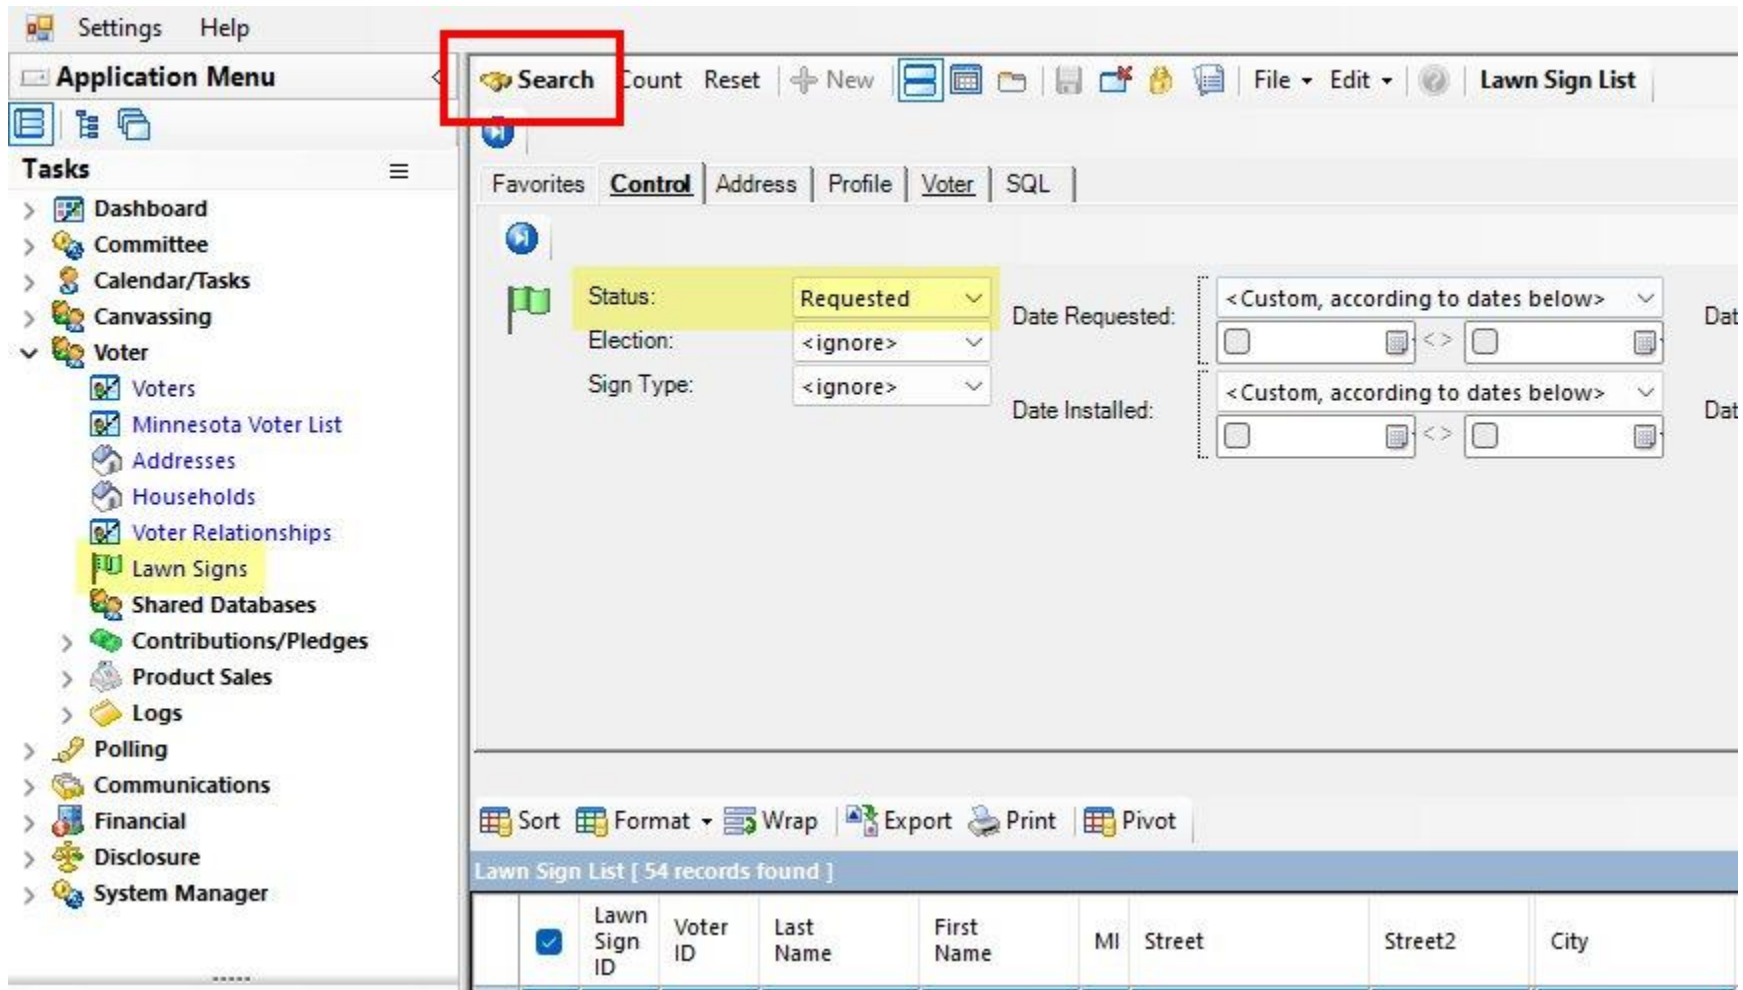 Settings Help
Application Menu
Search Count Reset New File Edit Lawn Sign List
Tasks
Favorites Control Address Profile Voter SQL
Dashboard
Committee
Calendar/Tasks
Canvassing
Voter
Voters
Minnesota Voter List
Addresses
Households
Voter Relationships
Lawn Signs
Shared Databases
Contributions/Pledges
Product Sales
Logs
Polling
Communications
Financial
Disclosure
System Manager
Status: Requested
Election: <ignore>
Sign Type: <ignore>
Date Requested: <Custom, according to dates below> Dat
<>
Date Installed: <Custom, according to dates below> Dat
<>
Sort Format Wrap Export Print Pivot
Lawn Sign List [ 54 records found ]
Lawn Sign ID Voter ID Last Name First Name MI Street Street2 City